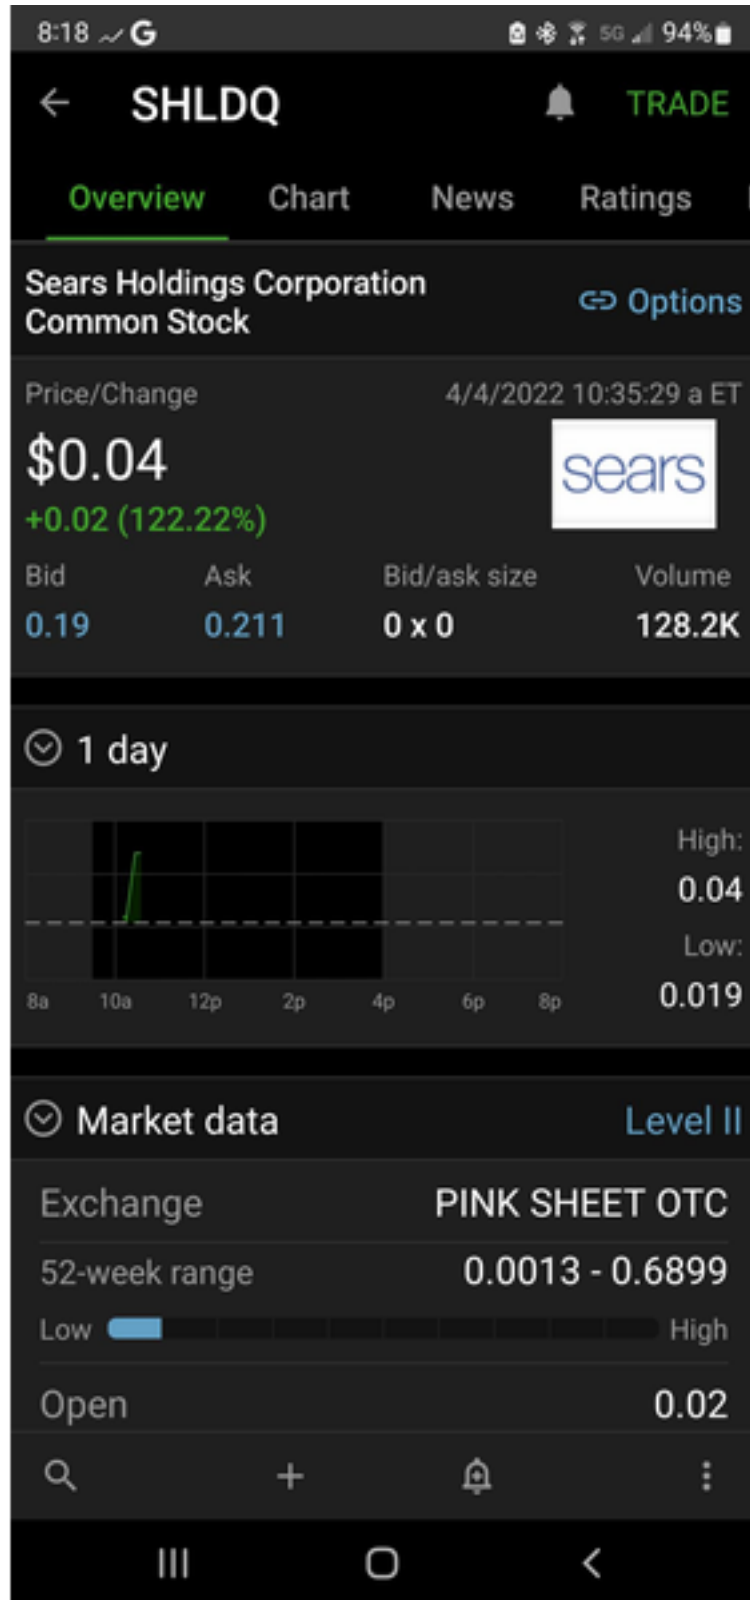 8:18 G 5G 94%
SHLDQ TRADE
Overview Chart News Ratings
Sears Holdings Corporation
Common Stock
Options
Price/Change 4/4/2022 10:35:29 a ET
$0.04
sears
+0.02 (122.22%)
Bid Ask Bid/ask size Volume
0.19 0.211 0 x 0 128.2K
1 day
High:
0.04
Low:
0.019
8a 10a 12p 2p 4p 6p 8p
Market data Level II
Exchange PINK SHEET OTC
52-week range 0.0013 - 0.6899
Low High
Open 0.02